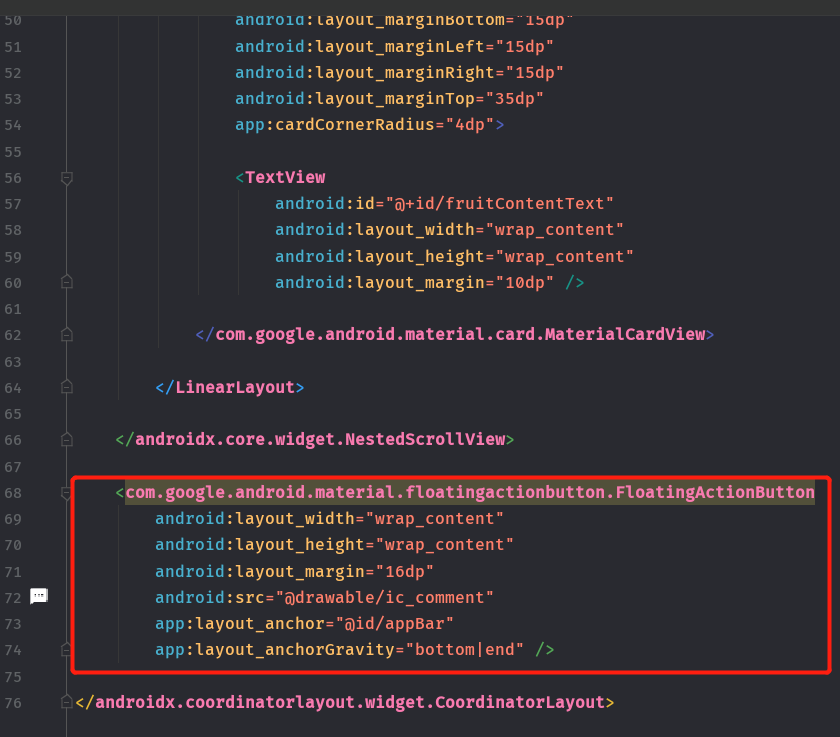 50 android:layout_marginBottom="15dp"
51 android:layout_marginLeft="15dp"
52 android:layout_marginRight="15dp"
53 android:layout_marginTop="35dp"
54 app:cardCornerRadius="4dp">
55
56 <TextView
57 android:id="@+id/fruitContentText"
58 android:layout_width="wrap_content"
59 android:layout_height="wrap_content"
60 android:layout_margin="10dp" />
61
62 </com.google.android.material.card.MaterialCardView>
63
64 </LinearLayout>
65
66 </androidx.core.widget.NestedScrollView>
67
68 <com.google.android.material.floatingactionbutton.FloatingActionButton
69 android:layout_width="wrap_content"
70 android:layout_height="wrap_content"
71 android:layout_margin="16dp"
72 android:src="@drawable/ic_comment"
73 app:layout_anchor="@id/appBar"
74 app:layout_anchorGravity="bottom|end" />
75
76 </androidx.coordinatorlayout.widget.CoordinatorLayout>